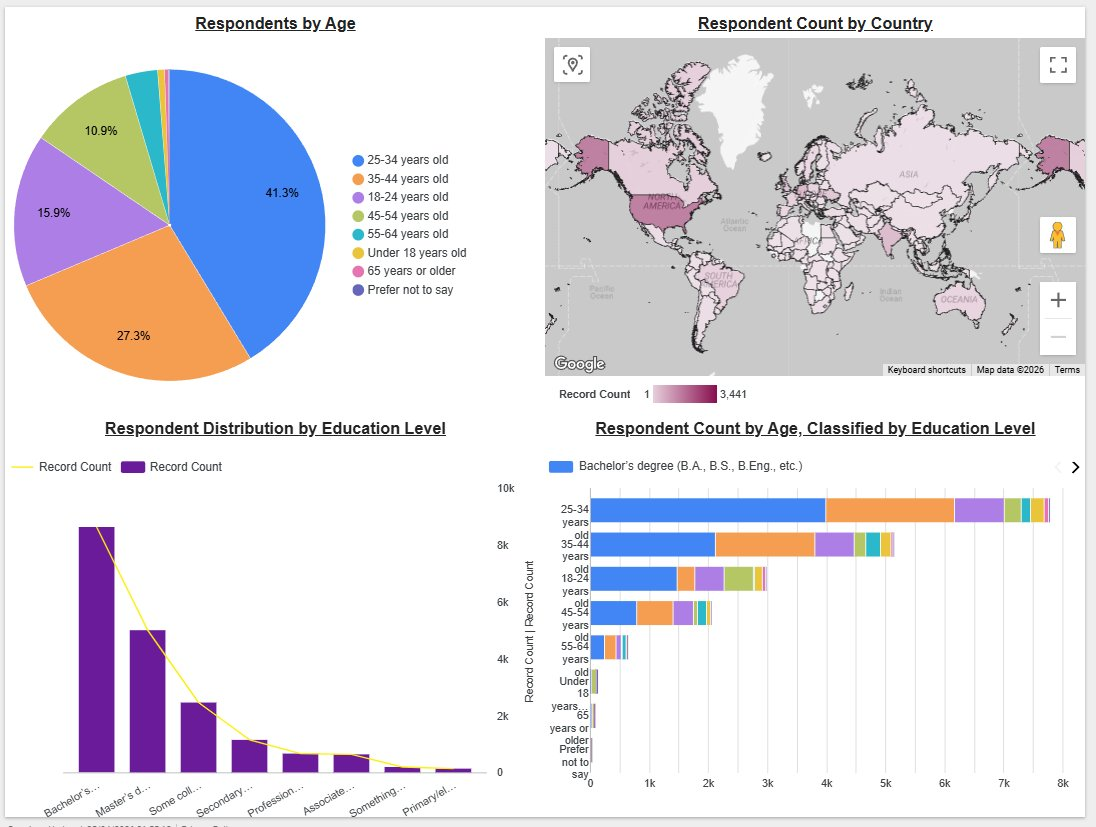 Respondents by Age
10.9%
15.9%
41.3%
27.3%
25-34 years old
35-44 years old
18-24 years old
45-54 years old
55-64 years old
Under 18 years old
65 years or older
Prefer not to say
Respondent Count by Country
ASIA
NORTH
AMERICA
Atlantic
Ocean
AFRICA
SOUTH
AMERICA
Pacific
Ocean
Indian
Ocean
OCEANIA
Google
Keyboard shortcuts
Map data ©2026
Terms
Record Count
1
3,441
Respondent Distribution by Education Level
Record Count
Record Count
10k
8k
6k
4k
2k
0
Record Count | Record Count
Bachelor's…
Master's d…
Some coll…
Secondary…
Profession…
Associate…
Something…
Primary/el…
Respondent Count by Age, Classified by Education Level
Bachelor's degree (B.A., B.S., B.Eng., etc.)
25-34
years
old
35-44
years
old
18-24
years
old
45-54
years
old
55-64
years
old
Under
18
years…
65
years or
older
Prefer
not to
say
0
1k
2k
3k
4k
5k
6k
7k
8k